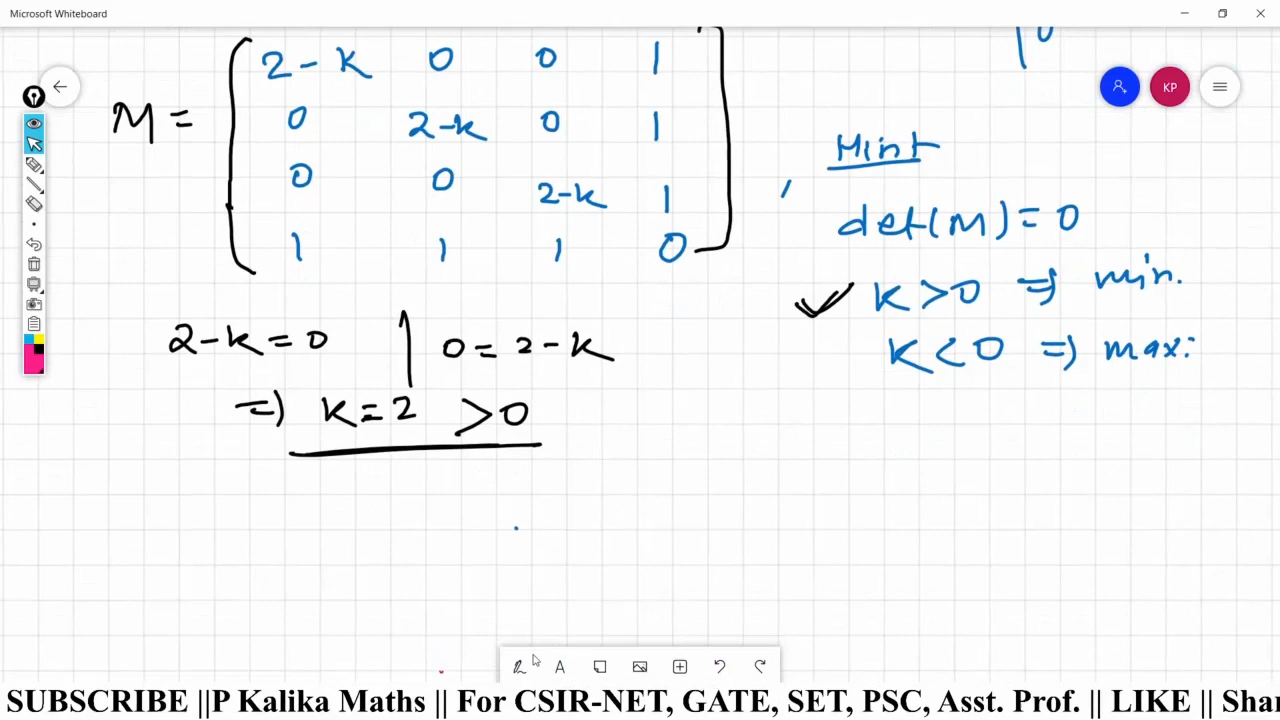 Microsoft Whiteboard
KP
M =
2-k 0 0 1
0 2-k 0 1
0 0 2-k 1
1 1 1 0
,
Hint
det(M) = 0
k > 0 ⇒ min.
k < 0 ⇒ max.
2-k = 0 | 0 = 2-k
⇒ k = 2 > 0
SUBSCRIBE ||P Kalika Maths || For CSIR-NET, GATE, SET, PSC, Asst. Prof. || LIKE || Shar